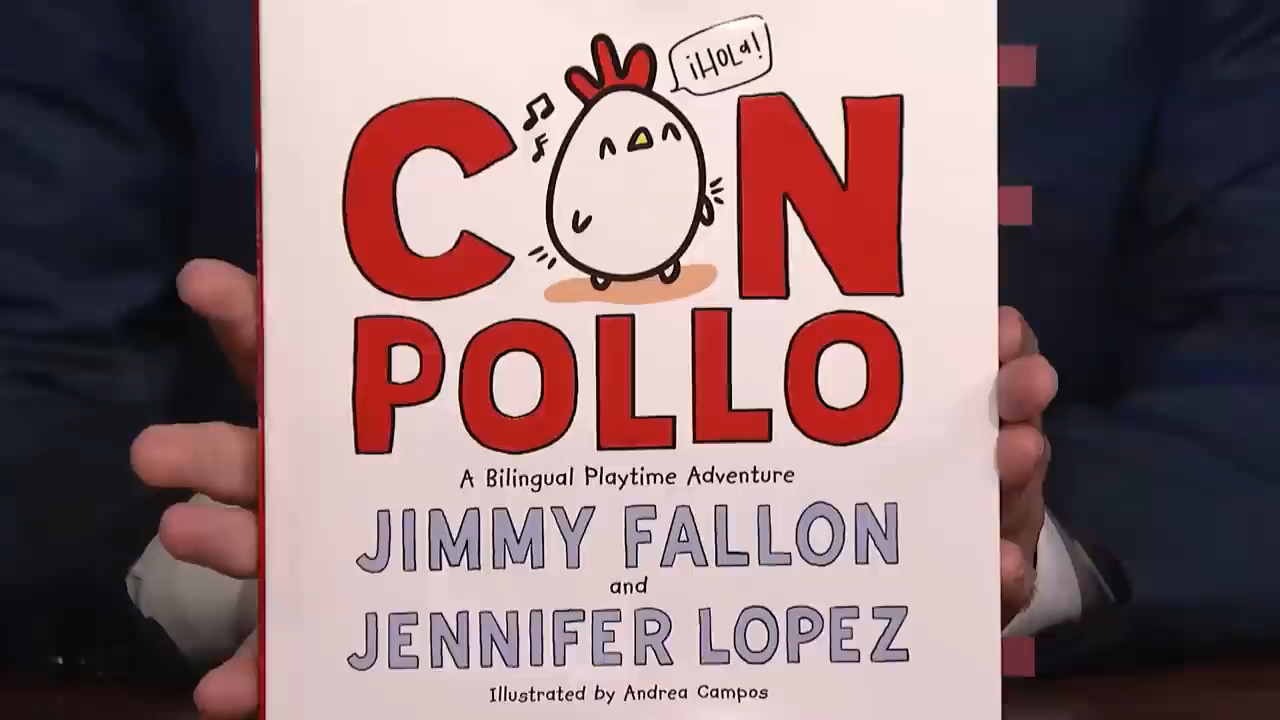 ¡HOLa!
CON
POLLO
A Bilingual Playtime Adventure
JIMMY FALLON
and
JENNIFER LOPEZ
Illustrated by Andrea Campos